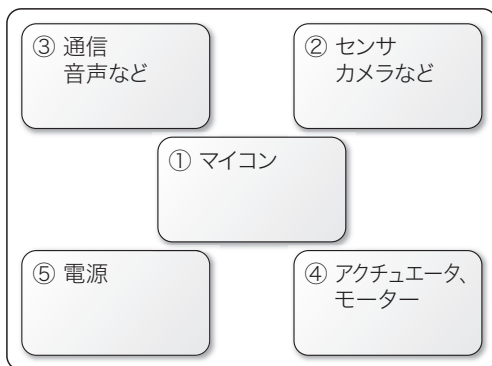 ③ 通信
音声など
② センサ
カメラなど
① マイコン
⑤ 電源
④ アクチュエータ、
モーター